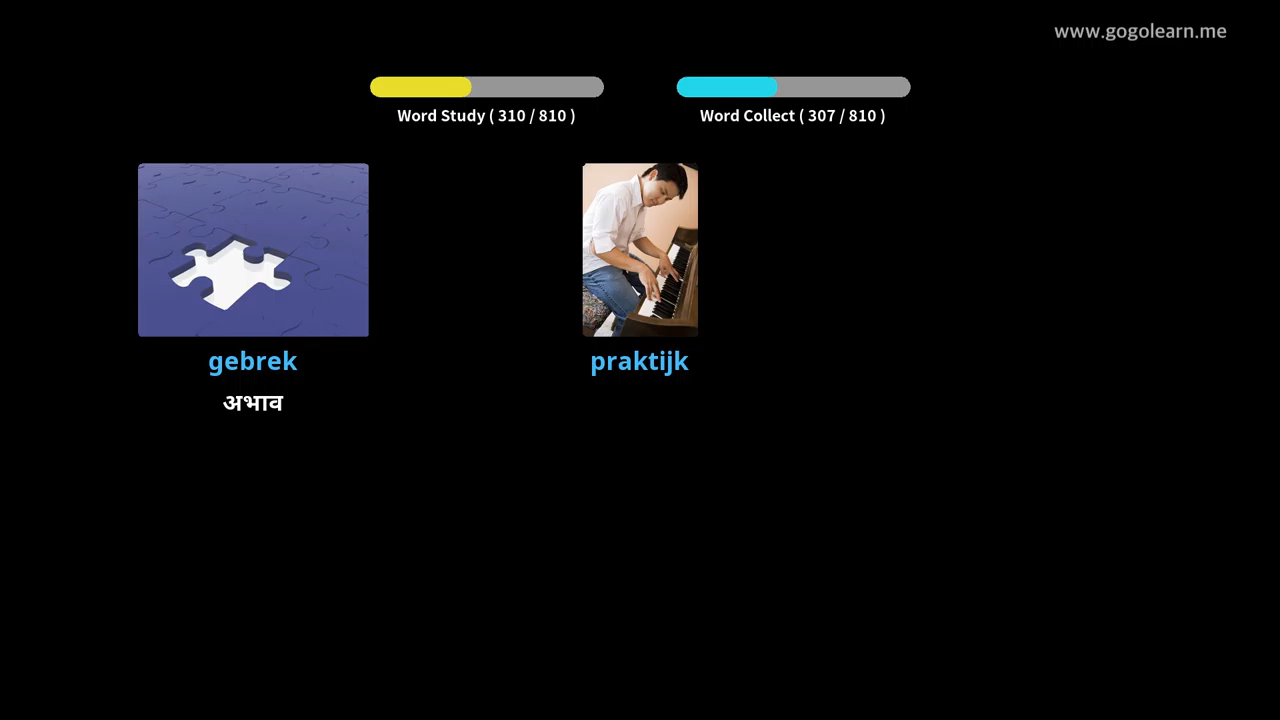 www.gogolearn.me
Word Study ( 310 / 810 )
Word Collect ( 307 / 810 )
gebrek
अभाव
praktijk